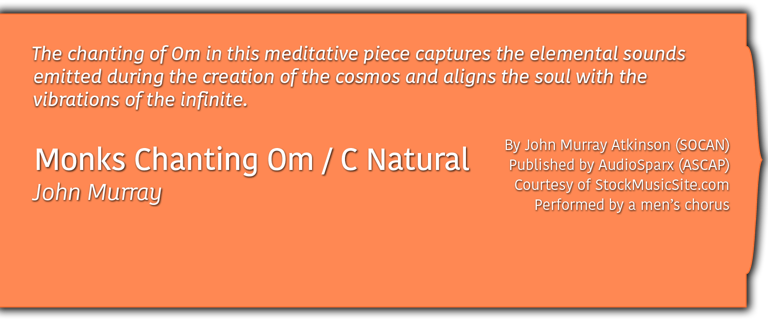 The chanting of Om in this meditative piece captures the elemental sounds
emitted during the creation of the cosmos and aligns the soul with the
vibrations of the infinite.
Monks Chanting Om / C Natural
John Murray
By John Murray Atkinson (SOCAN)
Published by AudioSparx (ASCAP)
Courtesy of StockMusicSite.com
Performed by a men’s chorus